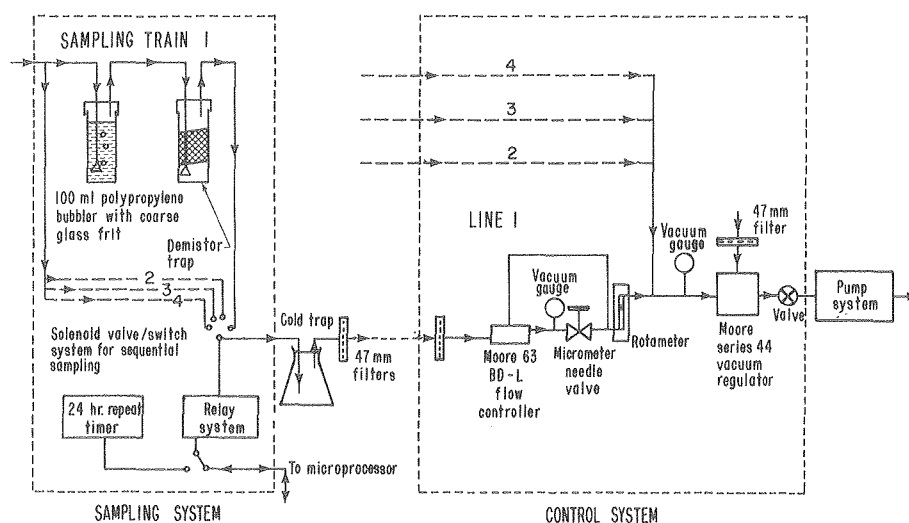 SAMPLING TRAIN 1
100 ml polypropylene
bubbler with coarse
glass frit
Demistor
trap
2
3
4
Solenoid valve/switch
system for sequential
sampling
24 hr. repeat
timer
Relay
system
To microprocessor
SAMPLING SYSTEM
Cold trap
47 mm
filters
4
3
2
LINE 1
Vacuum
gauge
Moore 63
BD-L
flow
controller
Micrometer
needle
valve
Rotameter
Vacuum
gauge
47 mm
filter
Moore
series 44
vacuum
regulator
Valve
Pump
system
CONTROL SYSTEM